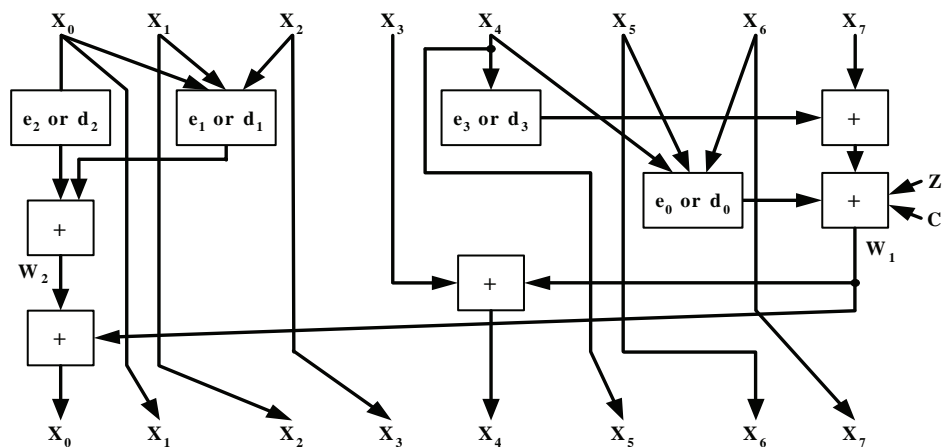 X₀ X₁ X₂ X₃ X₄ X₅ X₆ X₇
e₂ or d₂ e₁ or d₁ e₃ or d₃ +
e₀ or d₀ + Z
+ C
W₂ W₁
+
+
X₀ X₁ X₂ X₃ X₄ X₅ X₆ X₇